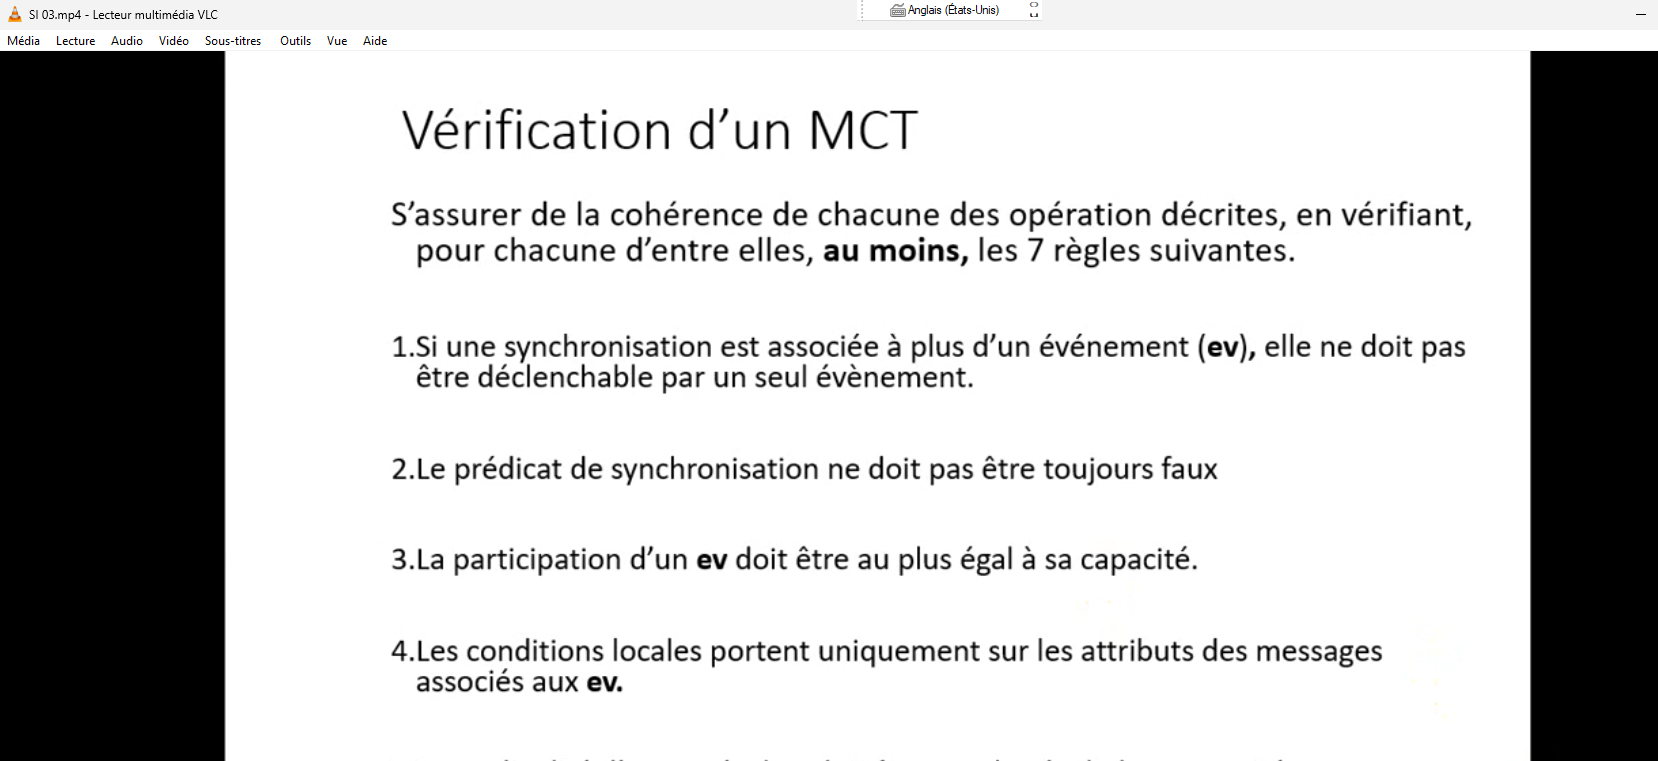 SI 03.mp4 - Lecteur multimédia VLC
Anglais (États-Unis)
Média Lecture Audio Vidéo Sous-titres Outils Vue Aide
Vérification d’un MCT
S’assurer de la cohérence de chacune des opération décrites, en vérifiant,
pour chacune d’entre elles, au moins, les 7 règles suivantes.
1.Si une synchronisation est associée à plus d’un événement (ev), elle ne doit pas
être déclenchable par un seul évènement.
2.Le prédicat de synchronisation ne doit pas être toujours faux
3.La participation d’un ev doit être au plus égal à sa capacité.
4.Les conditions locales portent uniquement sur les attributs des messages
associés aux ev.